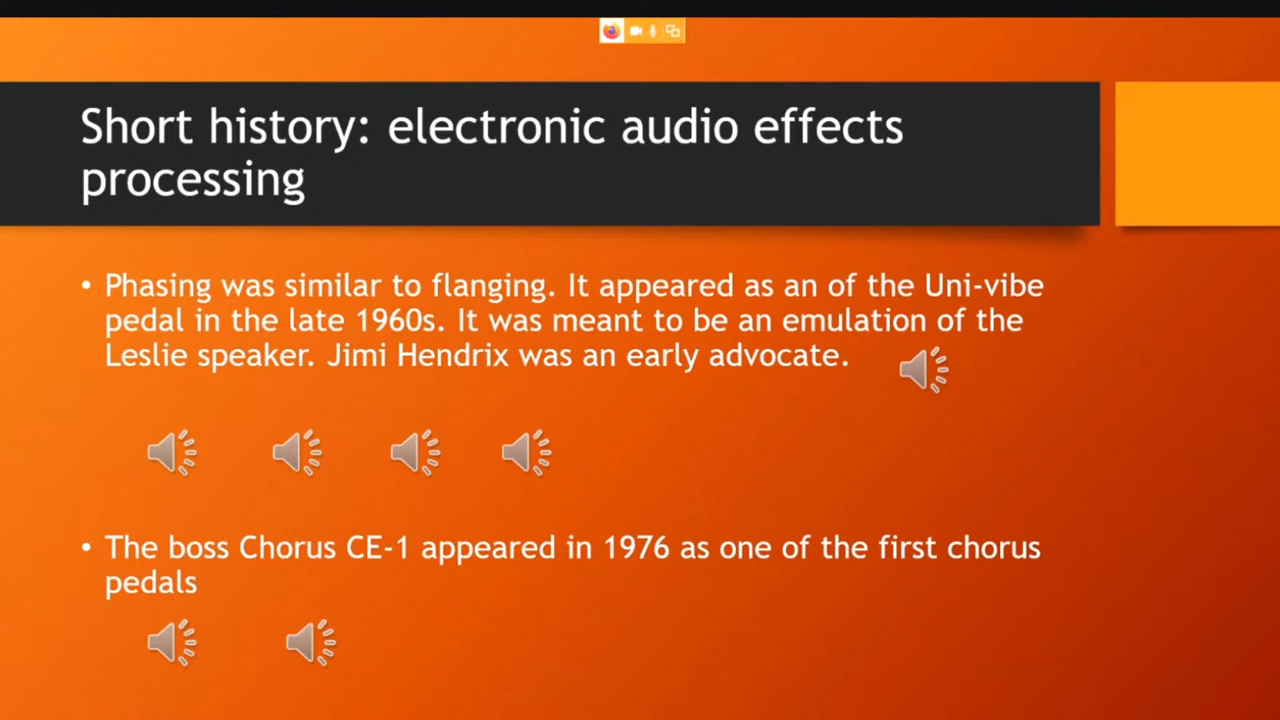 Short history: electronic audio effects
processing
• Phasing was similar to flanging. It appeared as an of the Uni-vibe
pedal in the late 1960s. It was meant to be an emulation of the
Leslie speaker. Jimi Hendrix was an early advocate.
• The boss Chorus CE-1 appeared in 1976 as one of the first chorus
pedals